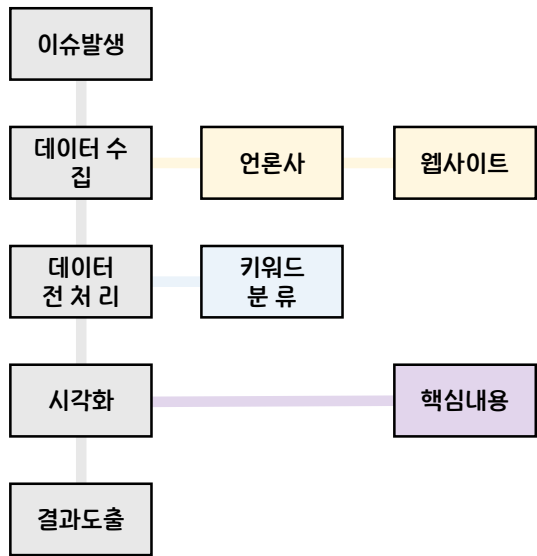 이슈발생
데이터 수
집
언론사
웹사이트
데이터
전 처 리
키워드
분 류
시각화
핵심내용
결과도출